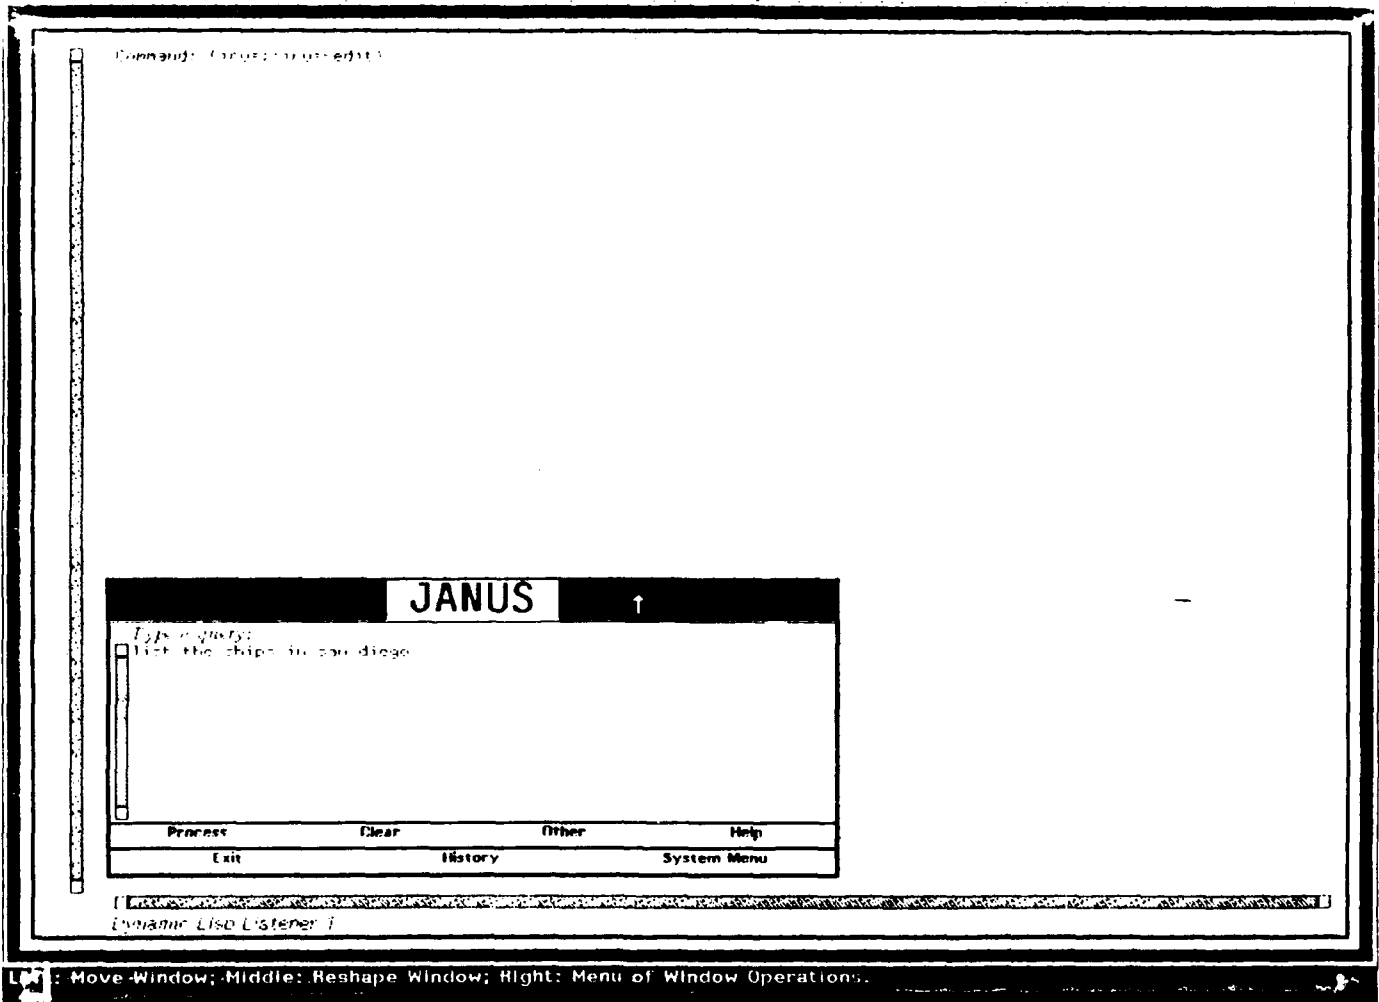 Command:
JANUS ↑
Type a query:
list the ships in san diego
Process Clear Other Help
Exit History System Menu
Dynamic Lisp Listener 1
: Move Window; Middle: Reshape Window; Right: Menu of Window Operations.